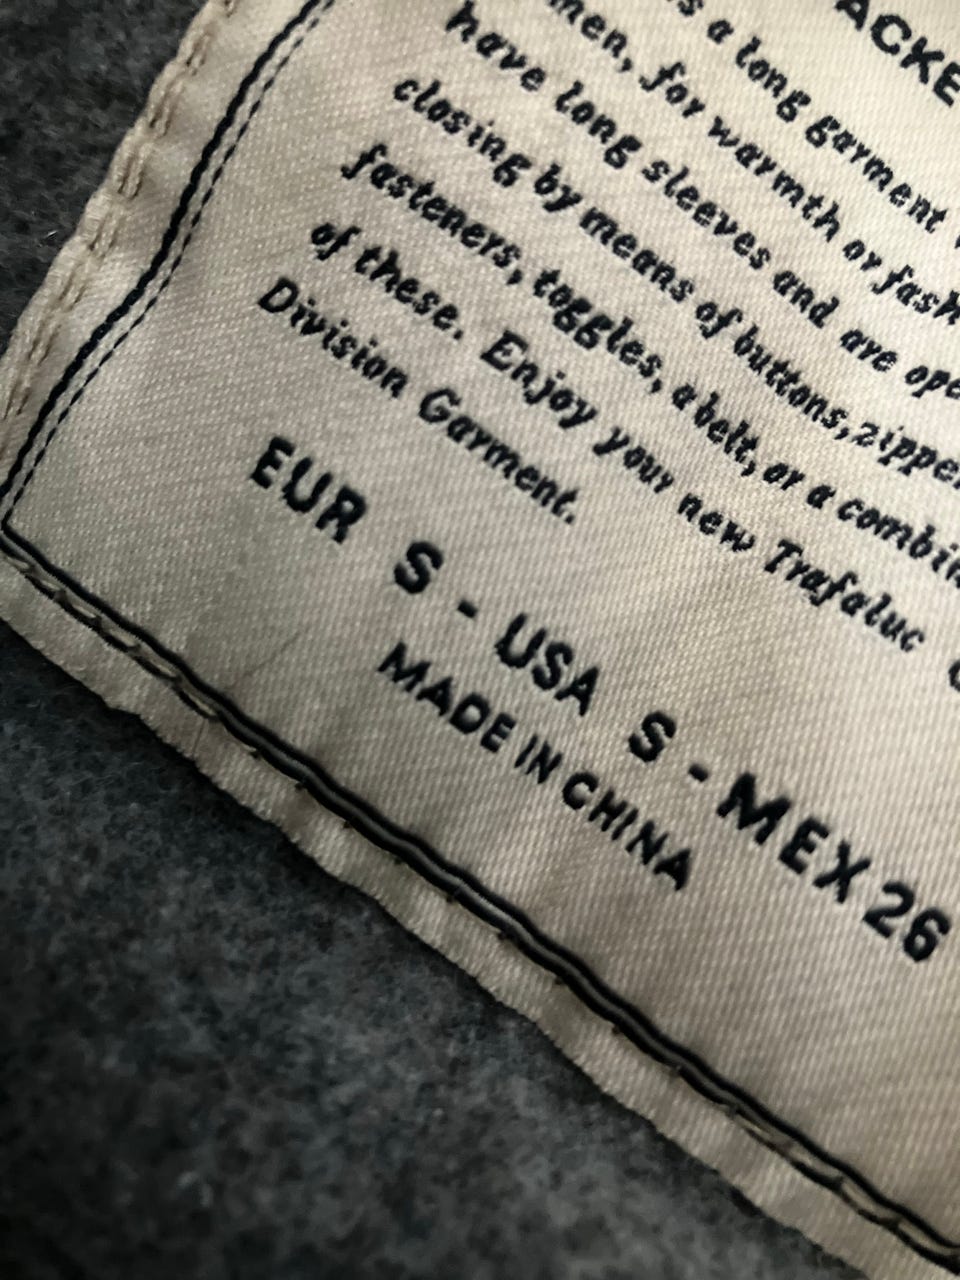 ACKE
s a long garment
men, for warmth or fash
have long sleeves and are ope
closing by means of buttons, zipper
fasteners, toggles, a belt, or a combina
of these. Enjoy your new Trafaluc
Division Garment.
EUR S - USA S - MEX 26
MADE IN CHINA